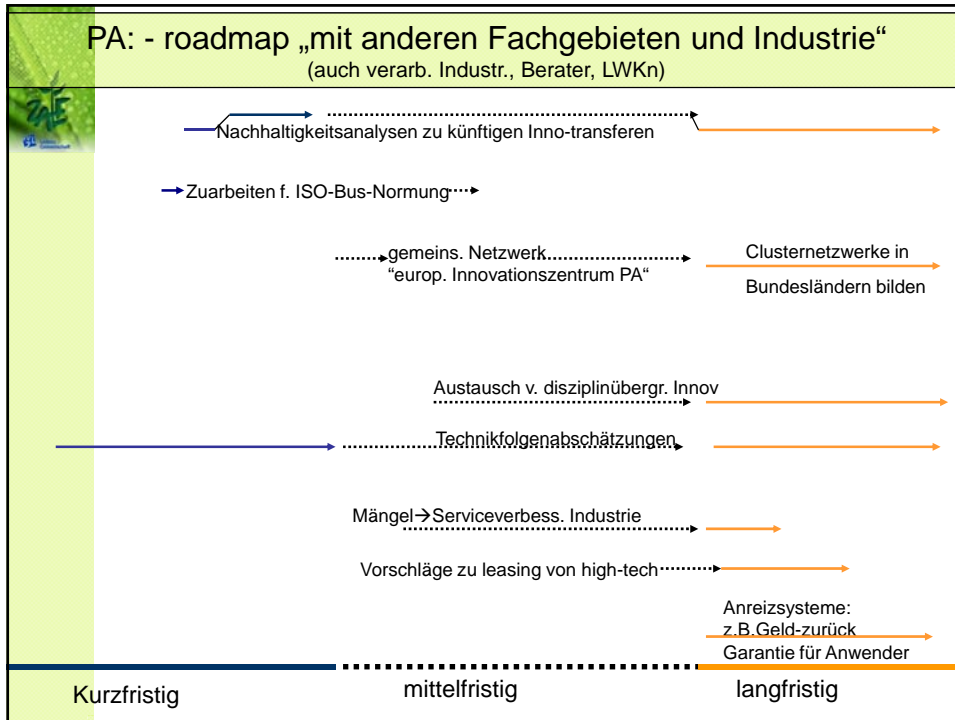 PA: - roadmap „mit anderen Fachgebieten und Industrie“
(auch verarb. Industr., Berater, LWKn)
Nachhaltigkeitsanalysen zu künftigen Inno-transferen
Zuarbeiten f. ISO-Bus-Normung
gemeins. Netzwerk
“europ. Innovationszentrum PA“
Clusternetzwerke in
Bundesländern bilden
Austausch v. disziplinübergr. Innov
Technikfolgenabschätzungen
Mängel→Serviceverbess. Industrie
Vorschläge zu leasing von high-tech
Anreizsysteme:
z.B.Geld-zurück
Garantie für Anwender
Kurzfristig
mittelfristig
langfristig